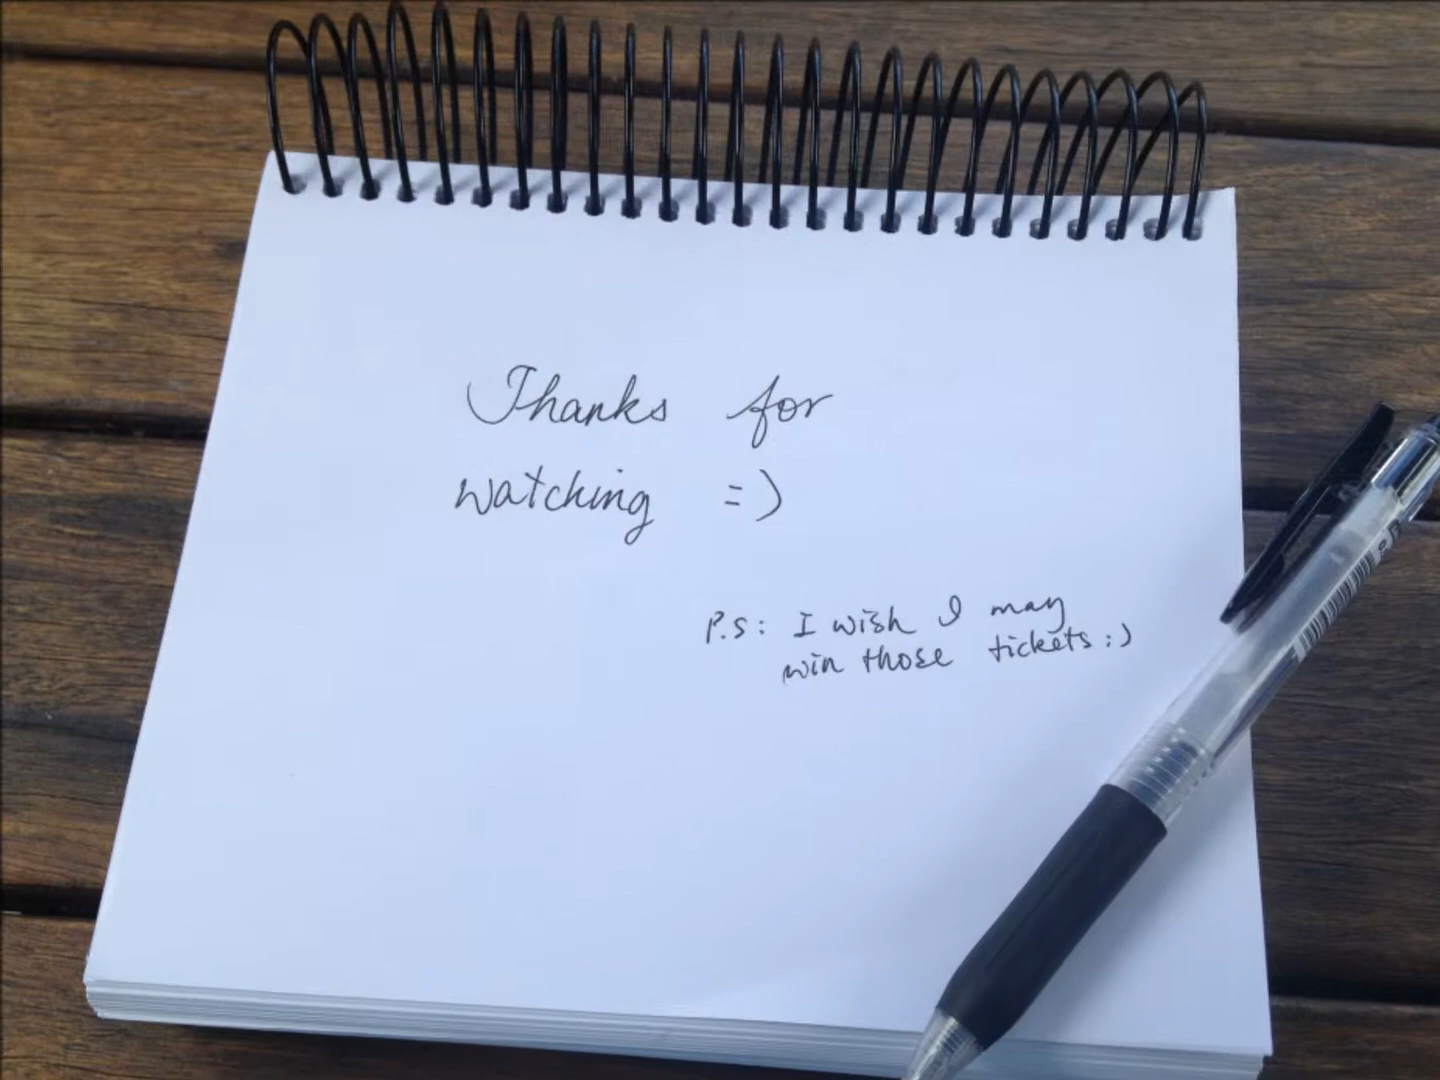 Thanks for
watching =)
P.S: I wish I may
win those tickets :)